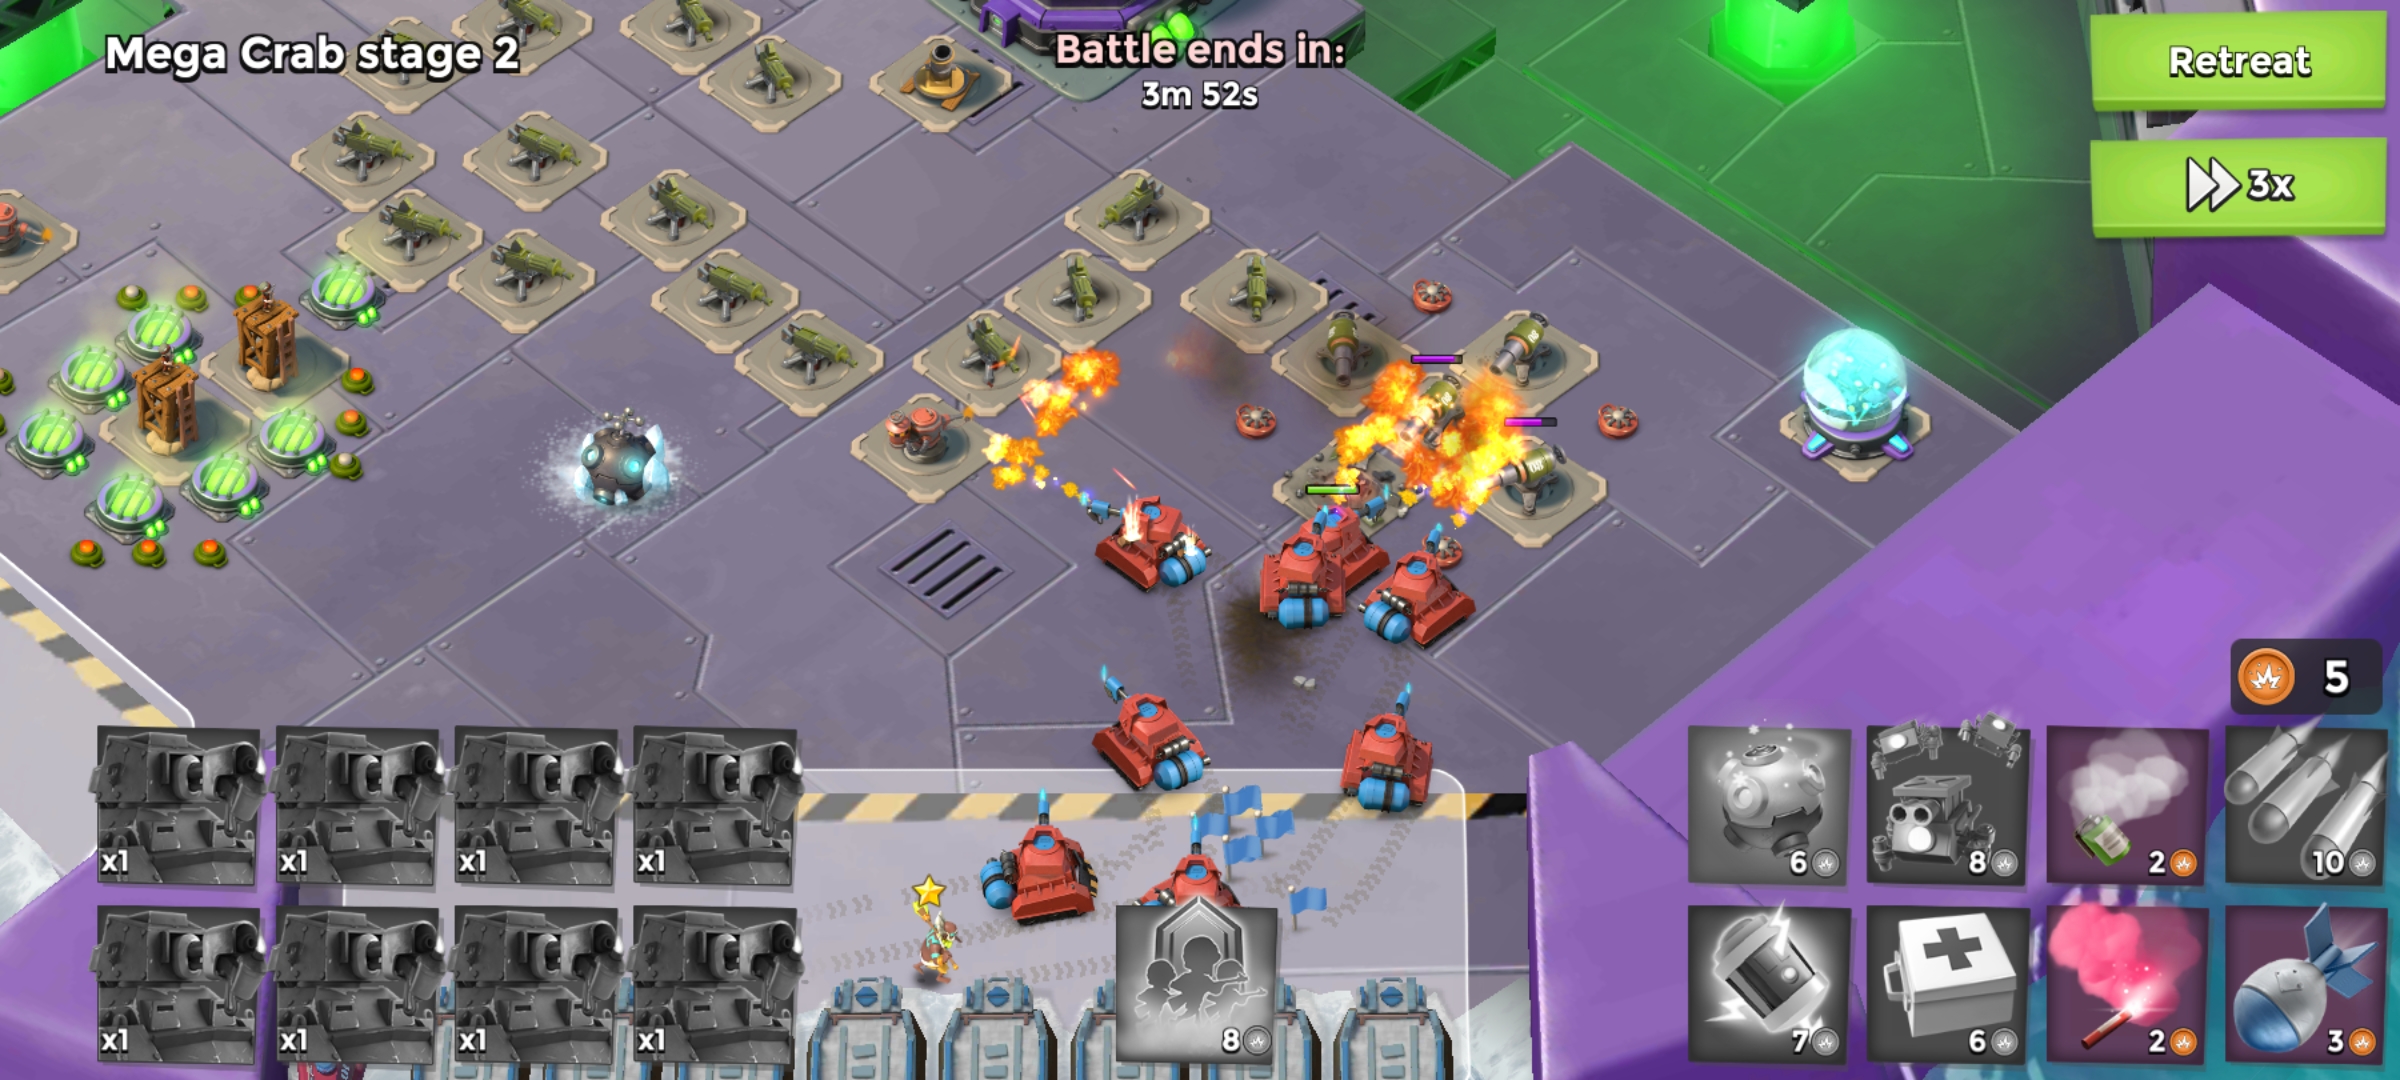 Mega Crab stage 2
Battle ends in:
3m 52s
Retreat
3x
5
x1
x1
x1
x1
6
8
2
10
x1
x1
x1
x1
8
7
6
2
3